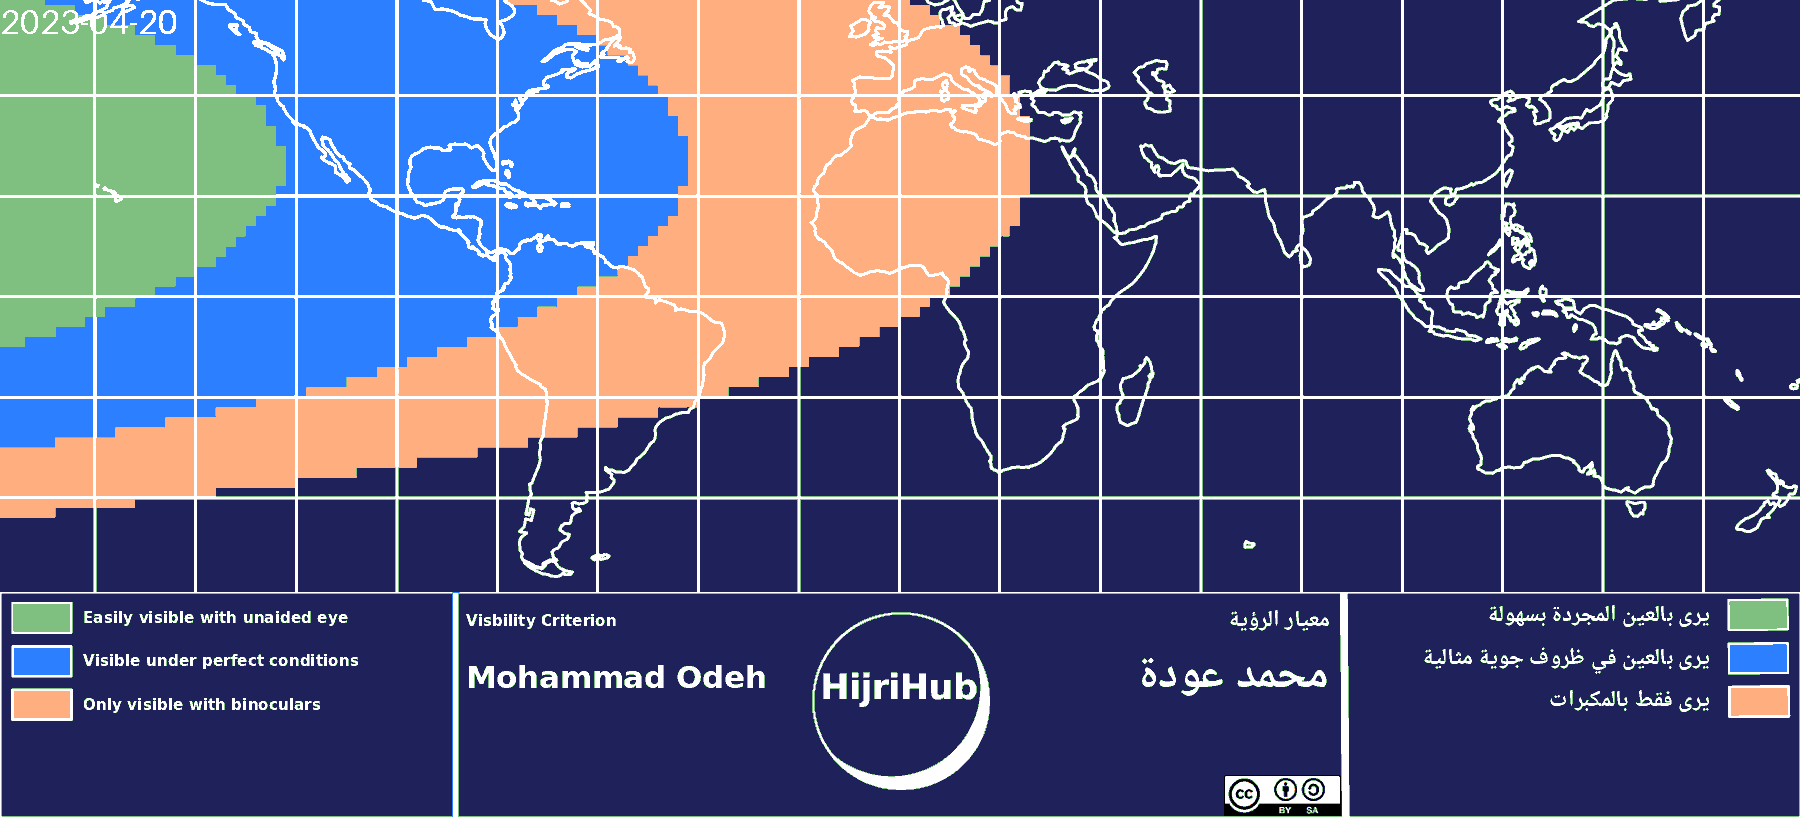 2023-04-20
Easily visible with unaided eye
Visible under perfect conditions
Only visible with binoculars
Visbility Criterion
Mohammad Odeh
HijriHub
معيار الرؤية
محمد عودة
cc
BY SA
يرى بالعين المجردة بسهولة
يرى بالعين في ظروف جوية مثالية
يرى فقط بالمكبرات